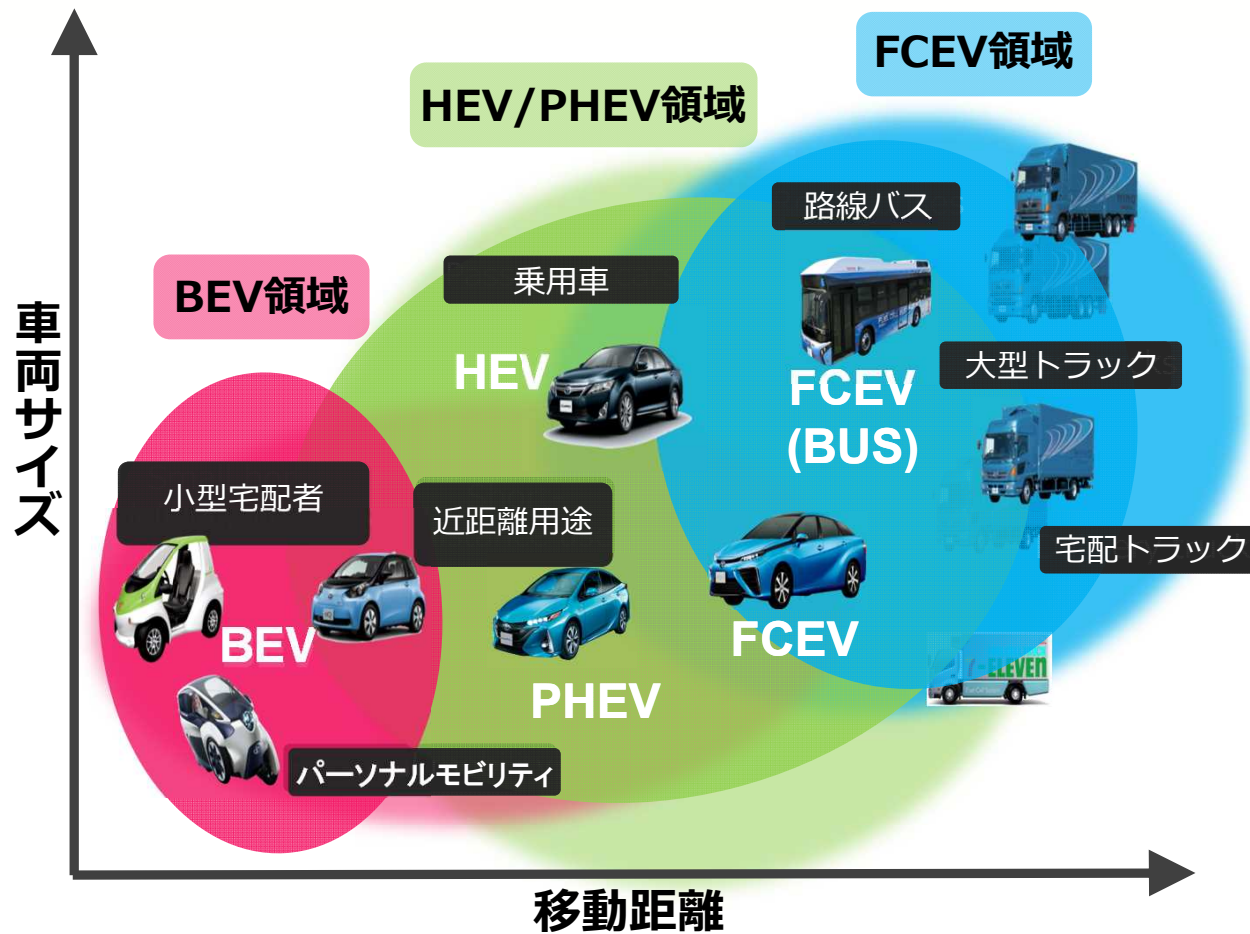 FCEV領域
HEV/PHEV領域
路線バス
BEV領域
乗用車
車両サイズ
HEV
大型トラック
FCEV
(BUS)
小型宅配者
近距離用途
宅配トラック
BEV
FCEV
-ELEVEn
PHEV
パーソナルモビリティ
移動距離